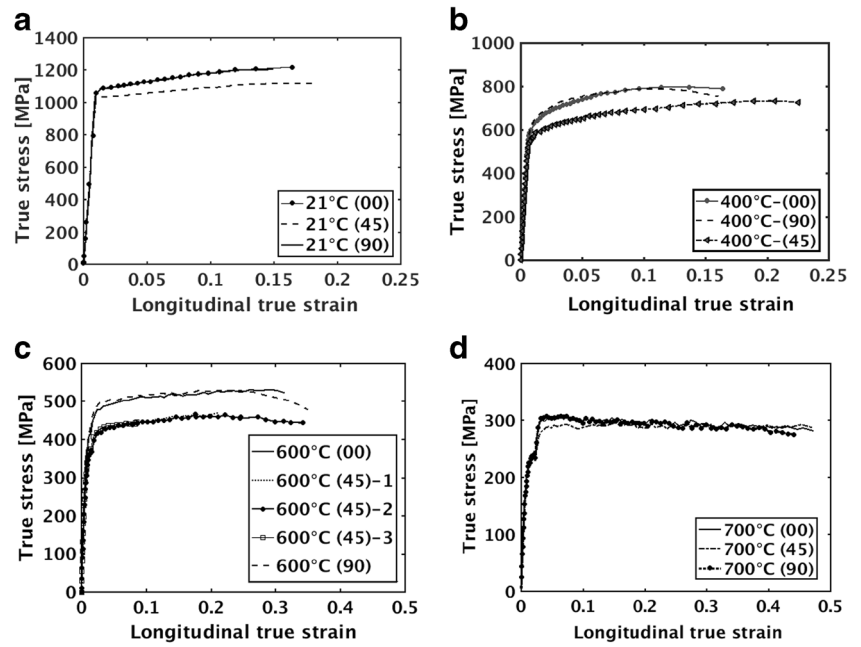 a
1400
1200
1000
800
600
400
200
0
0 0.05 0.1 0.15 0.2 0.25
True stress [MPa]
Longitudinal true strain
21°C (00)
21°C (45)
21°C (90)
b
1000
800
600
400
200
0
0 0.05 0.1 0.15 0.2 0.25
True stress [MPa]
Longitudinal true strain
400°C-(00)
400°C-(90)
400°C-(45)
c
600
500
400
300
200
100
0
0 0.1 0.2 0.3 0.4 0.5
True stress [MPa]
Longitudinal true strain
600°C (00)
600°C (45)-1
600°C (45)-2
600°C (45)-3
600°C (90)
d
400
300
200
100
0
0 0.1 0.2 0.3 0.4 0.5
True stress [MPa]
Longitudinal true strain
700°C (00)
700°C (45)
700°C (90)